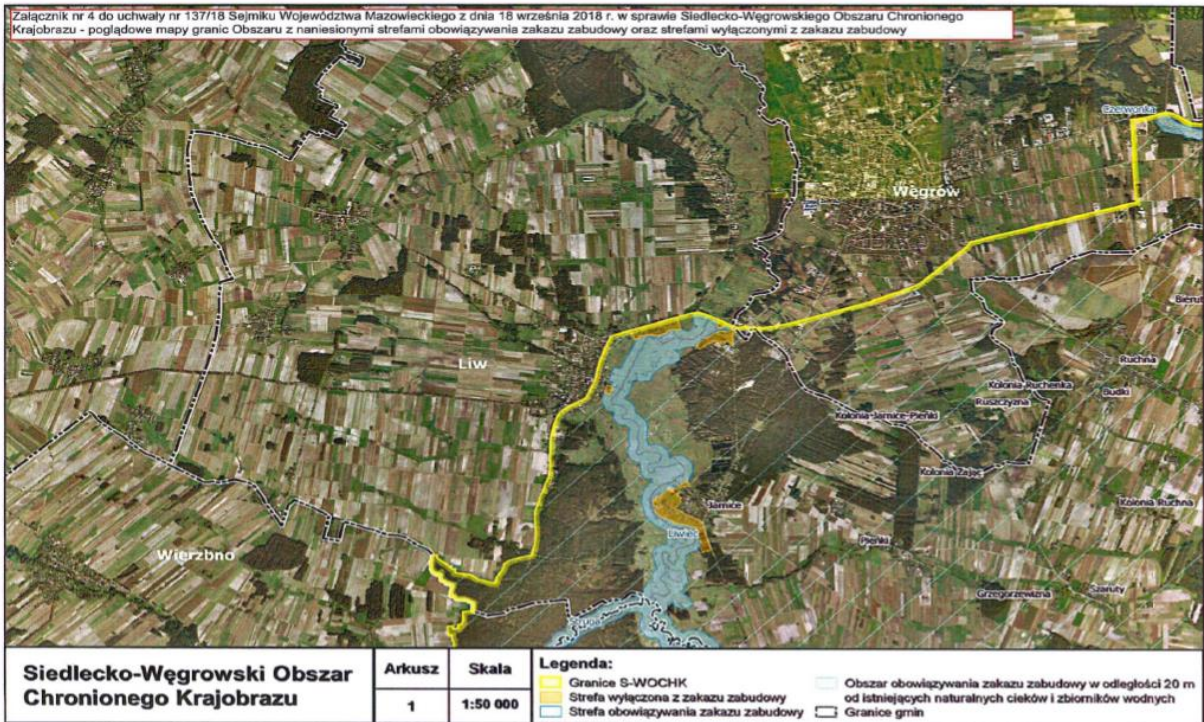 Załącznik nr 4 do uchwały nr 137/18 Sejmiku Województwa Mazowieckiego z dnia 18 września 2018 r. w sprawie Siedlecko-Węgrowskiego Obszaru Chronionego
Krajobrazu - poglądowe mapy granic Obszaru z naniesionymi strefami obowiązywania zakazu zabudowy oraz strefami wyłączonymi z zakazu zabudowy
Czerwonka
Węgrów
Bierut
Ruchna
Liw
Kolonia Ruchenka
Budki
Ruszczyzna
Kolonia-Jarnice-Pieńki
Kolonia Zając
Jarnice
Kolonia Ruchna
Liwiec
Pieńki
Wierzbno
Grzegorzewizna
Szaruty
Siedlecko-Węgrowski Obszar
Chronionego Krajobrazu
Arkusz
1
Skala
1:50 000
Legenda:
Granice S-WOCHK
Strefa wyłączona z zakazu zabudowy
Strefa obowiązywania zakazu zabudowy
Obszar obowiązywania zakazu zabudowy w odległości 20 m
od istniejących naturalnych cieków i zbiorników wodnych
Granice gmin